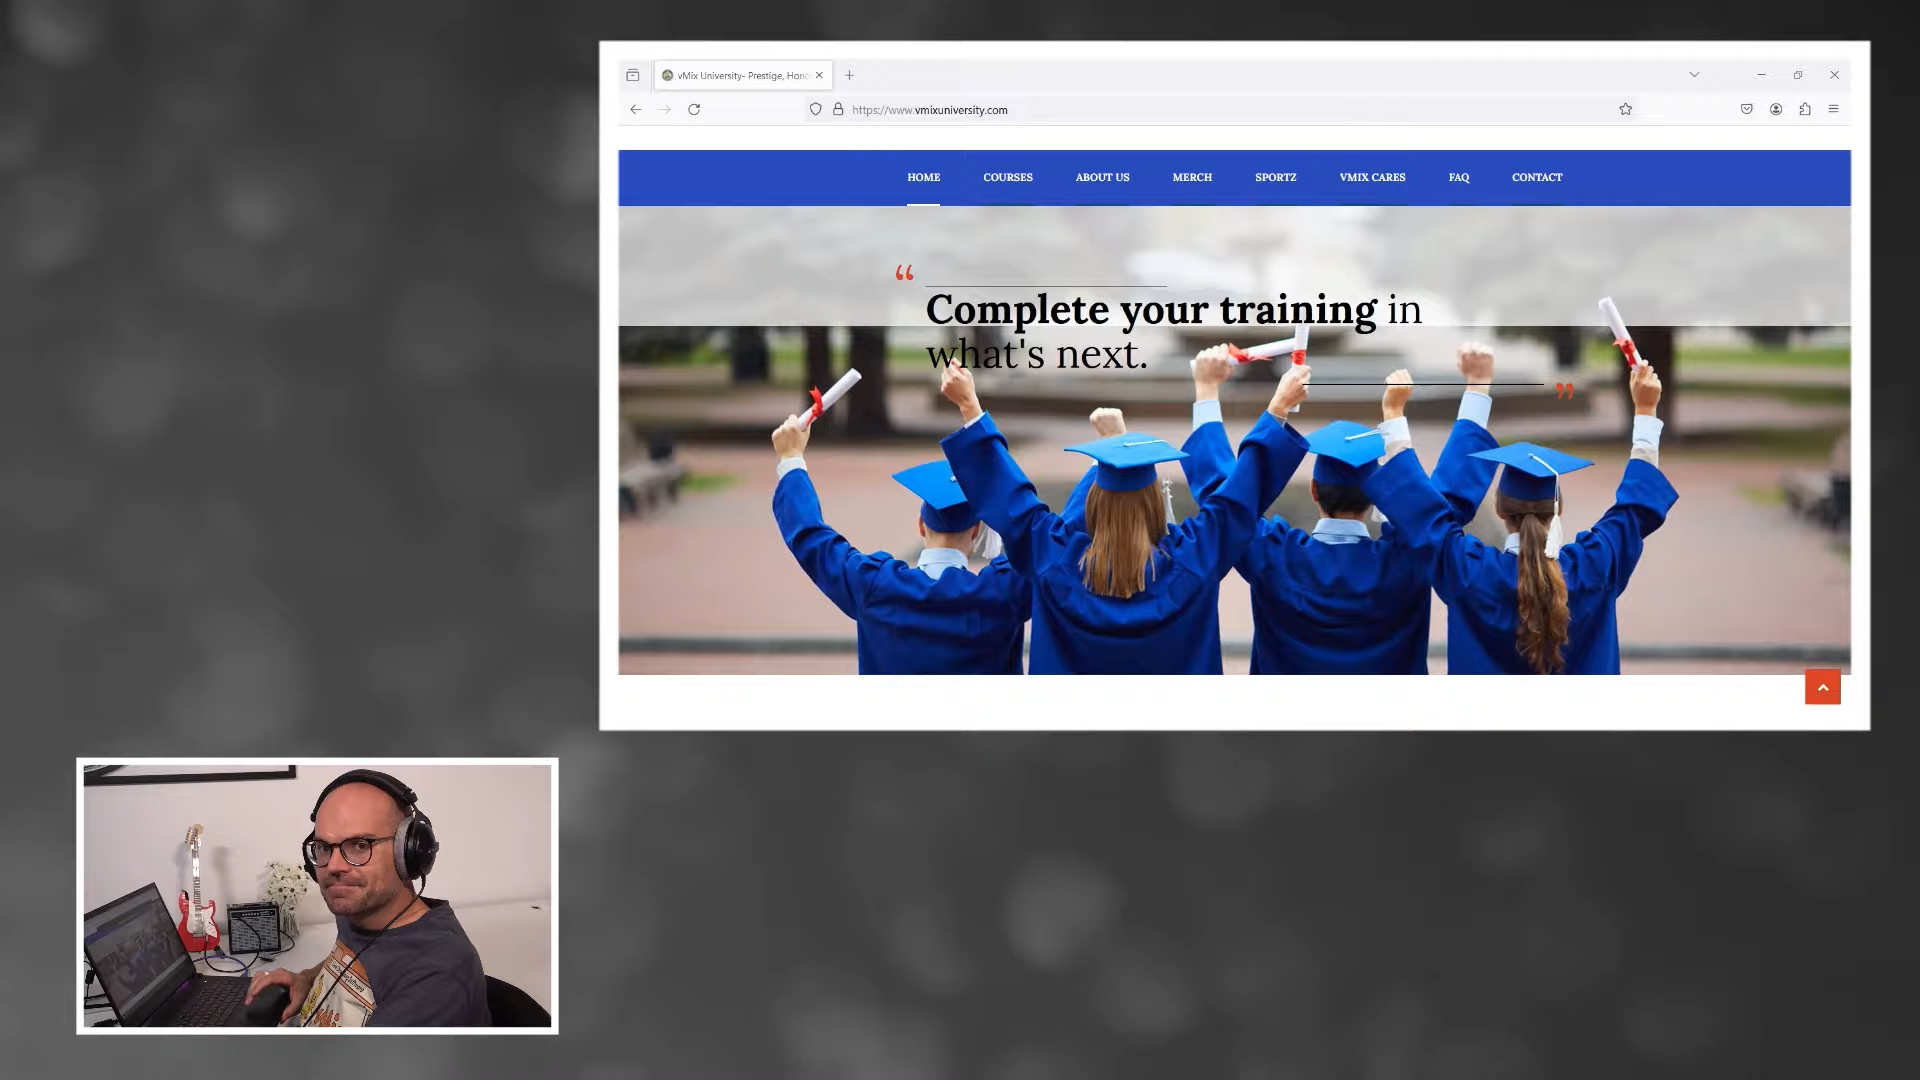 vMix University- Prestige, Hono
https://www.vmixuniversity.com
HOME COURSES ABOUT US MERCH SPORTZ VMIX CARES FAQ CONTACT
“
Complete your training in
what's next.
”